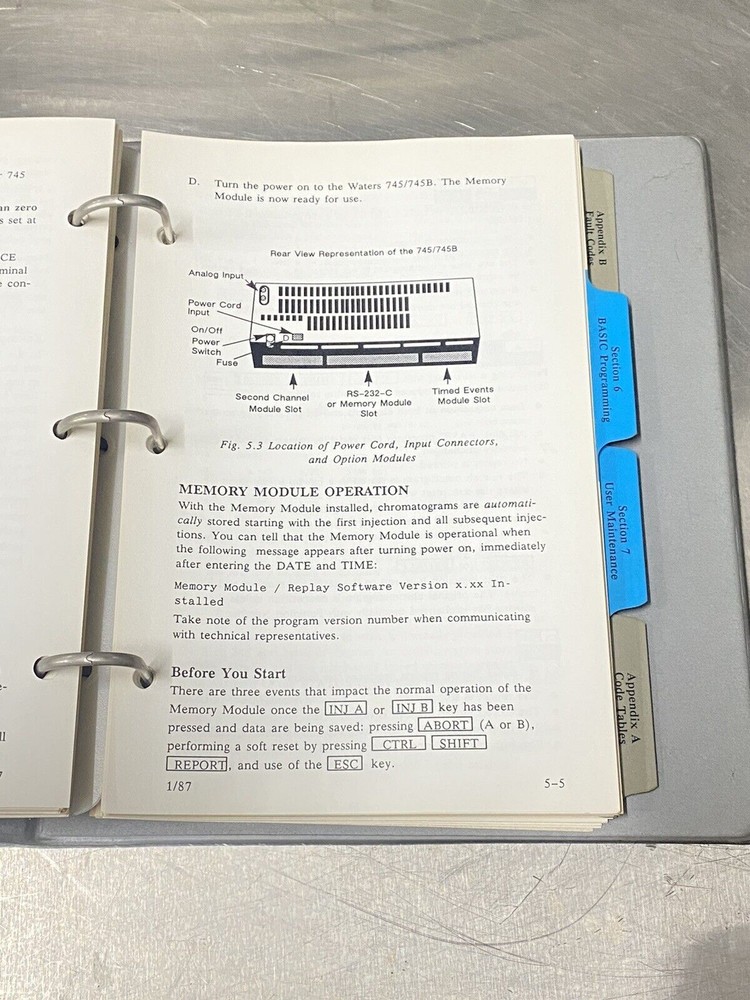 - 745
an zero
s set at
CE
minal
con-
D. Turn the power on to the Waters 745/745B. The Memory
Module is now ready for use.
Rear View Representation of the 745/745B
Analog Input
Power Cord
Input
On/Off
Power
Switch
Fuse
Second Channel
Module Slot
RS-232-C
or Memory Module
Slot
Timed Events
Module Slot
Fig. 5.3 Location of Power Cord, Input Connectors,
and Option Modules
MEMORY MODULE OPERATION
With the Memory Module installed, chromatograms are automati-
cally stored starting with the first injection and all subsequent injec-
tions. You can tell that the Memory Module is operational when
the following message appears after turning power on, immediately
after entering the DATE and TIME:
Memory Module / Replay Software Version x.xx In-
stalled
Take note of the program version number when communicating
with technical representatives.
Before You Start
There are three events that impact the normal operation of the
Memory Module once the INJ A or INJ B key has been
pressed and data are being saved: pressing ABORT (A or B),
performing a soft reset by pressing CTRL SHIFT
REPORT, and use of the ESC key.
1/87
5-5
Appendix B
Fault Codes
Section 6
BASIC Programming
Section 7
User Maintenance
Appendix A
Code Tables